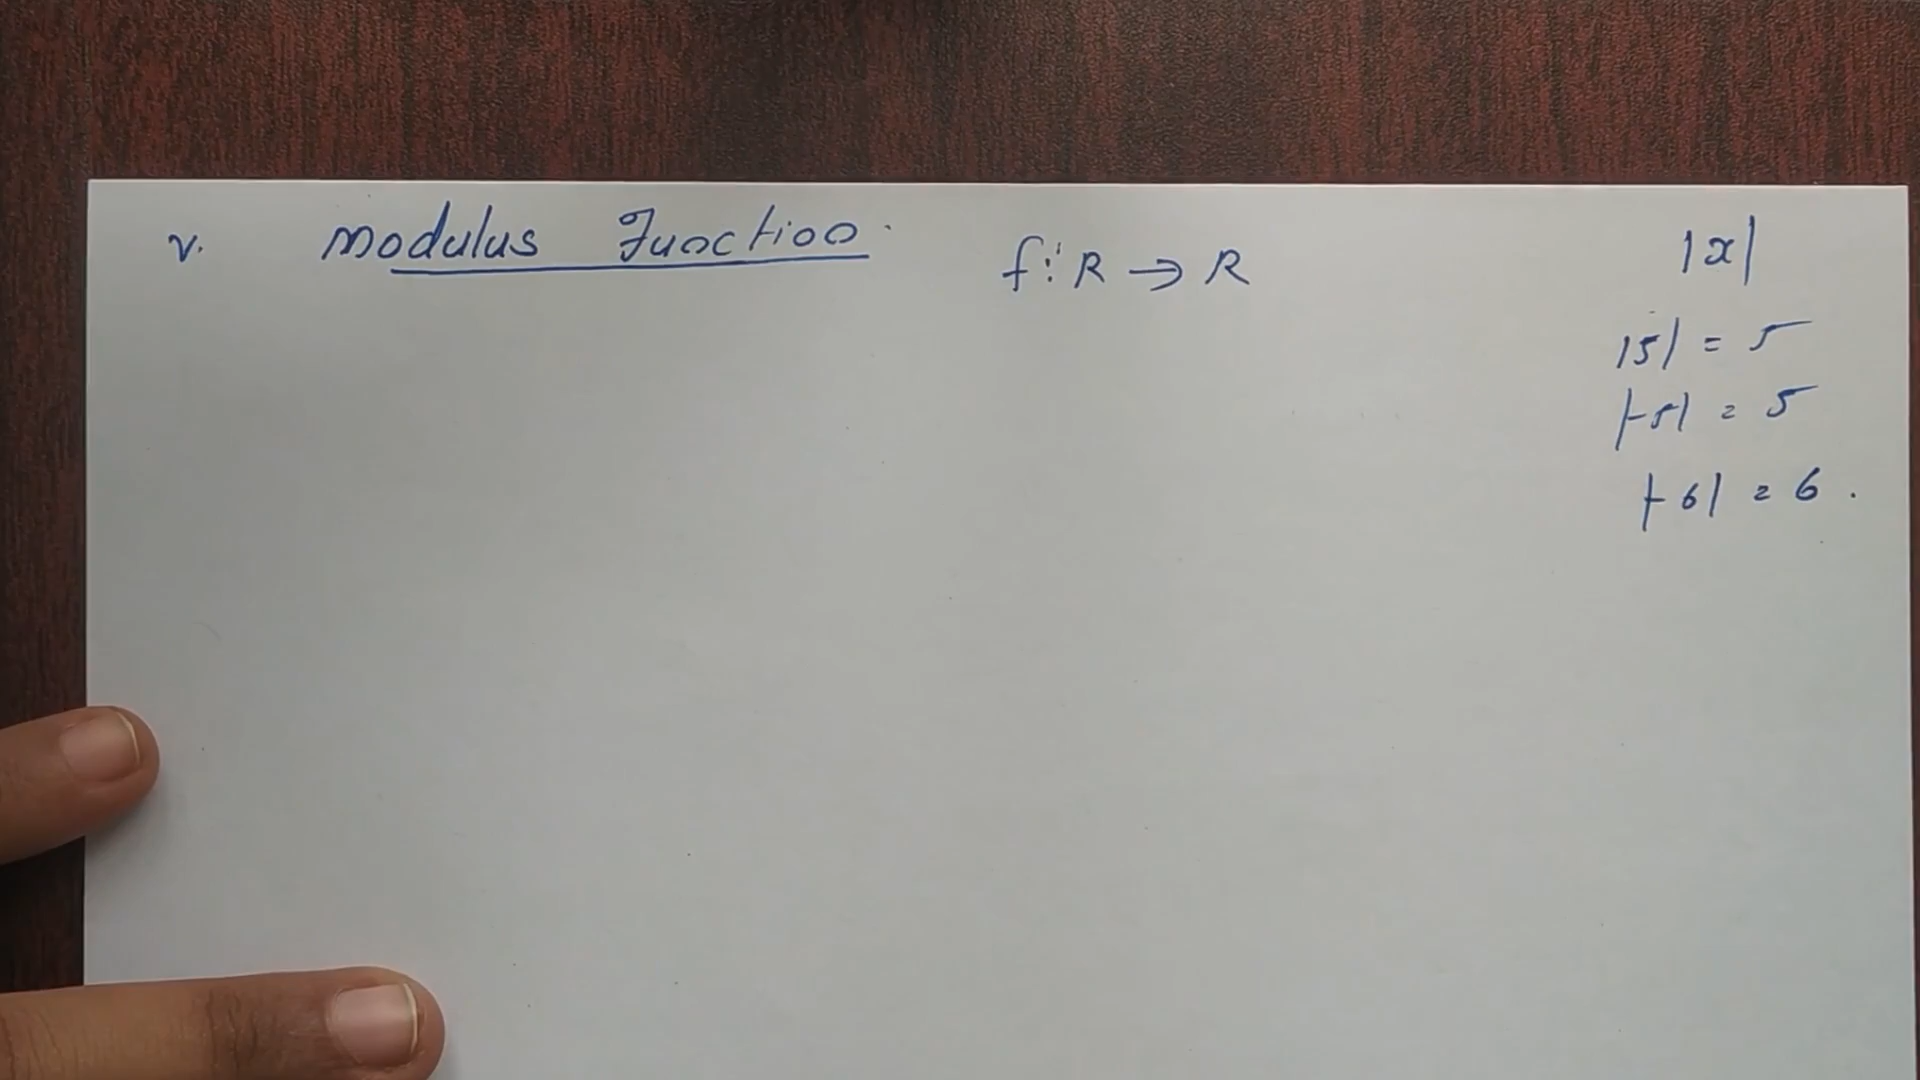 v. Modulus Function. f: R → R
|x|
|5| = 5
|-5| = 5
|-6| = 6.